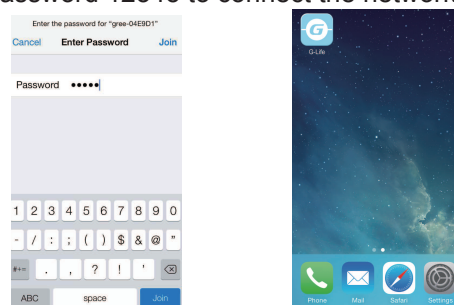 assword 12345 to connect the network
Enter the password for "gree-04E9D1"
Cancel Enter Password Join
Password •••••
1 2 3 4 5 6 7 8 9 0
- / : ; ( ) $ & @ "
#+= . , ? ! '
ABC space Join
G-Life
Phone Mail Safari Settings